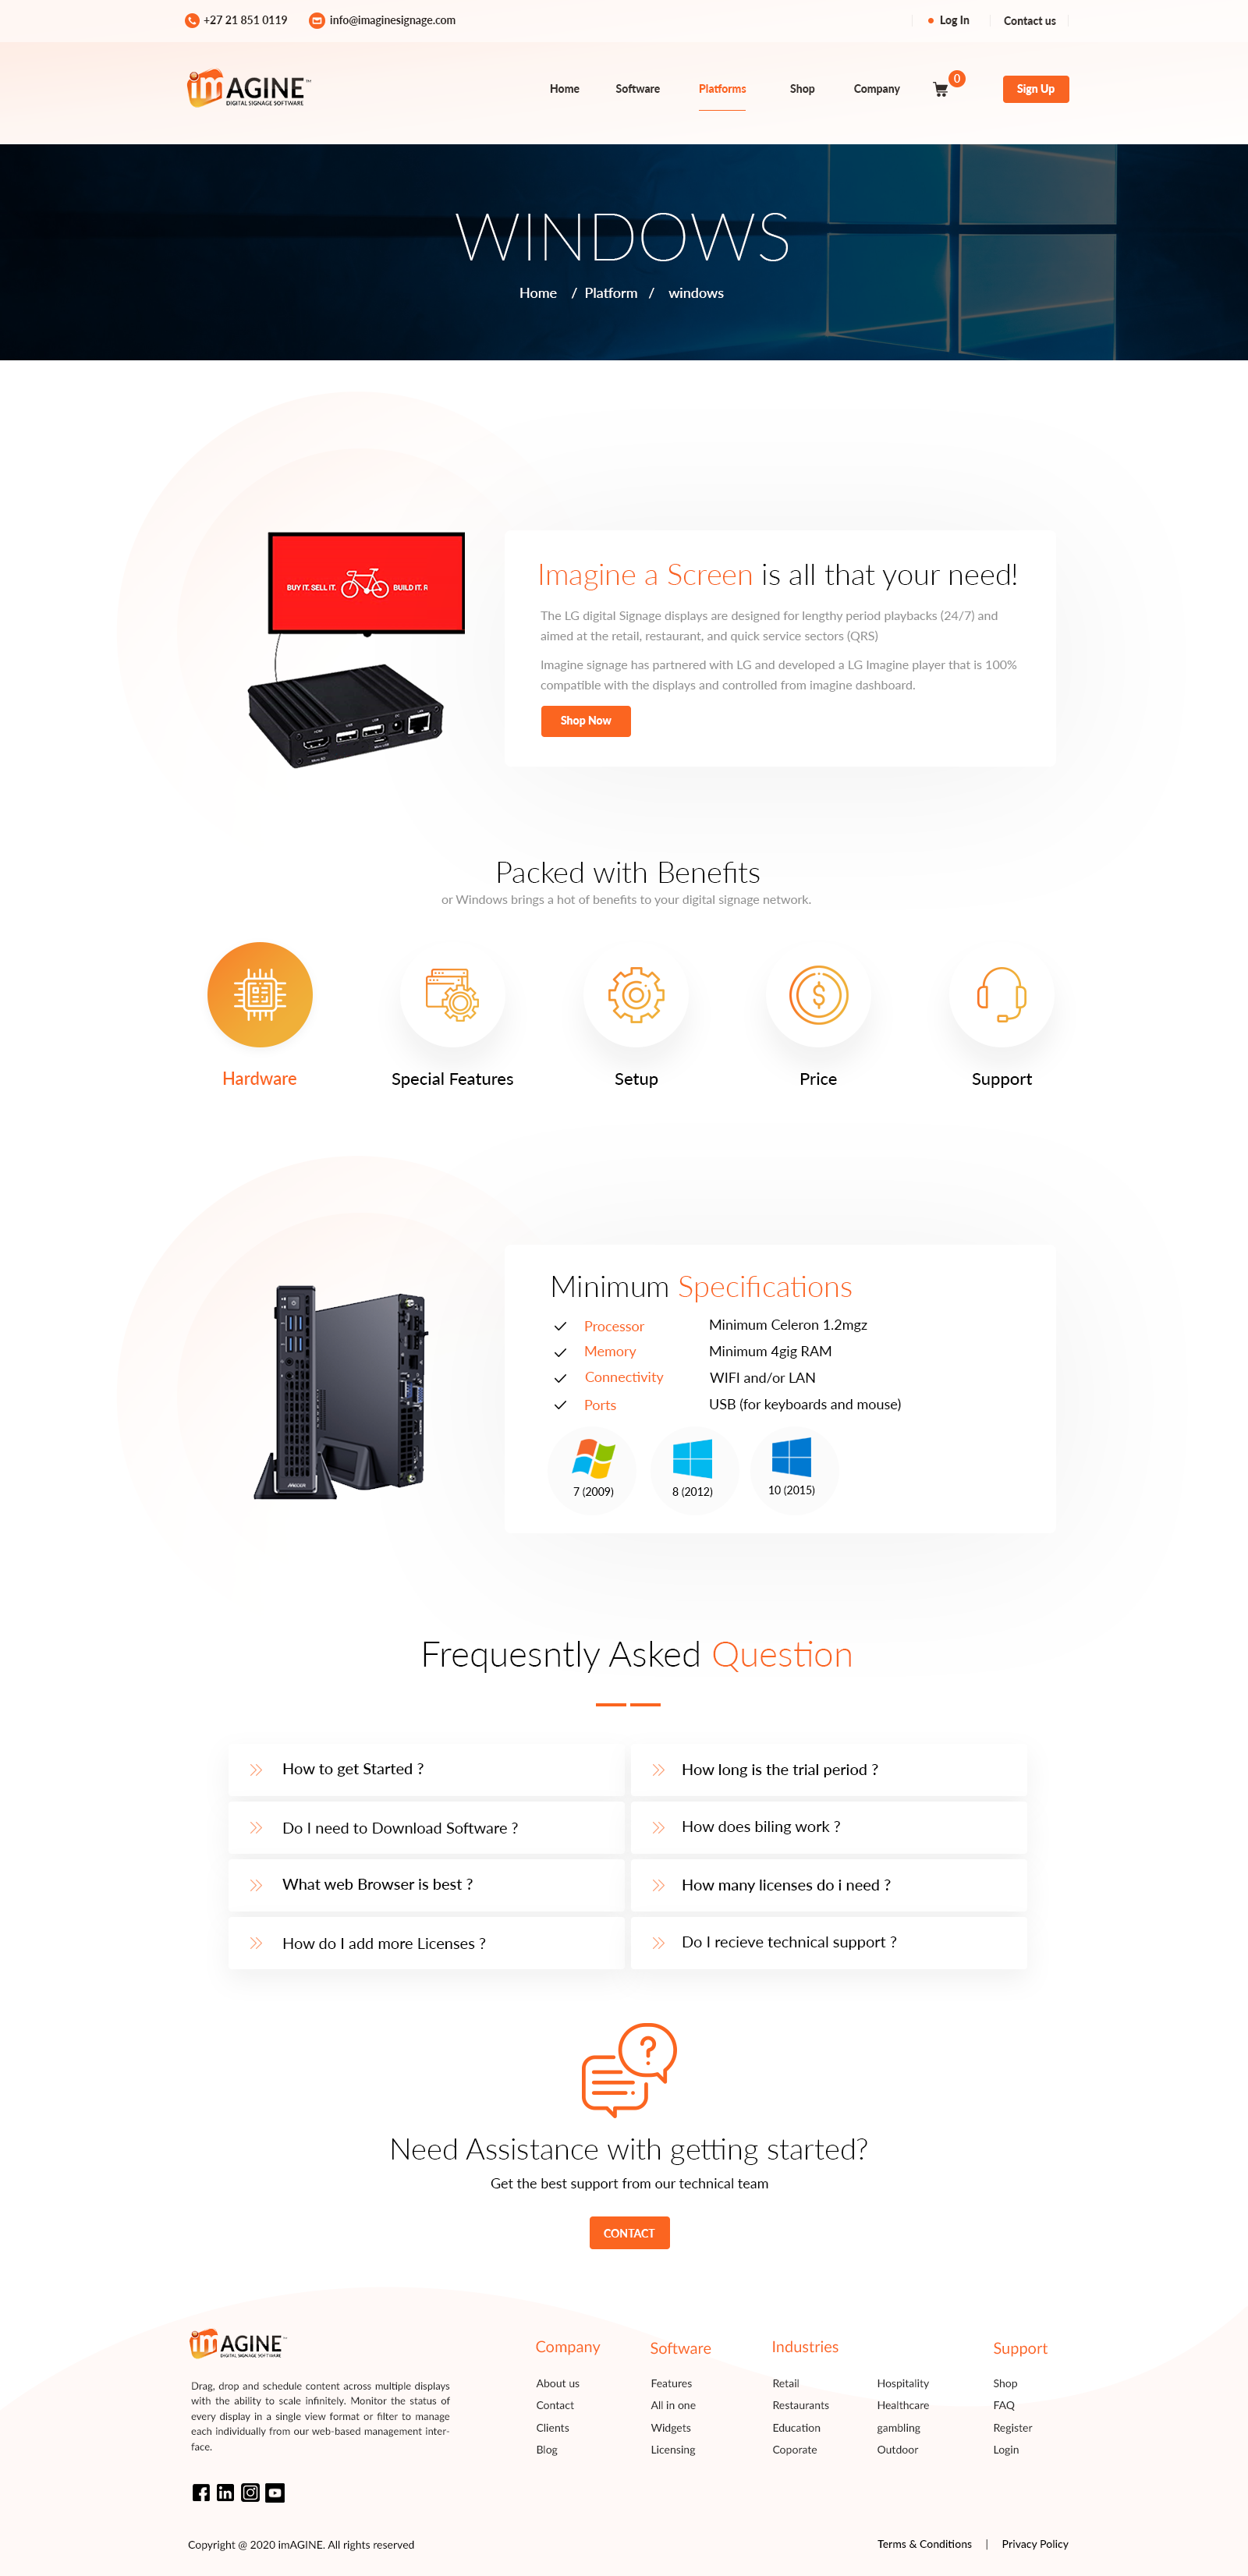 +27 21 851 0119 info@imaginesignage.com Log In Contact us
imAGINE™
DIGITAL SIGNAGE SOFTWARE
Home Software Platforms Shop Company 0 Sign Up
WINDOWS
Home / Platform / windows
BUY IT. SELL IT. BUILD IT. R
Imagine a Screen is all that your need!
The LG digital Signage displays are designed for lengthy period playbacks (24/7) and
aimed at the retail, restaurant, and quick service sectors (QRS)
Imagine signage has partnered with LG and developed a LG Imagine player that is 100%
compatible with the displays and controlled from imagine dashboard.
Shop Now
Packed with Benefits
or Windows brings a hot of benefits to your digital signage network.
Hardware Special Features Setup Price Support
Minimum Specifications
Processor Minimum Celeron 1.2mgz
Memory Minimum 4gig RAM
Connectivity WIFI and/or LAN
Ports USB (for keyboards and mouse)
7 (2009) 8 (2012) 10 (2015)
Frequesntly Asked Question
How to get Started ? How long is the trial period ?
Do I need to Download Software ? How does biling work ?
What web Browser is best ? How many licenses do i need ?
How do I add more Licenses ? Do I recieve technical support ?
Need Assistance with getting started?
Get the best support from our technical team
CONTACT
imAGINE™
DIGITAL SIGNAGE SOFTWARE
Drag, drop and schedule content across multiple displays
with the ability to scale infinitely. Monitor the status of
every display in a single view format or filter to manage
each individually from our web-based management inter-
face.
Company Software Industries Support
About us Features Retail Hospitality Shop
Contact All in one Restaurants Healthcare FAQ
Clients Widgets Education gambling Register
Blog Licensing Coporate Outdoor Login
Copyright @ 2020 imAGINE. All rights reserved Terms & Conditions | Privacy Policy